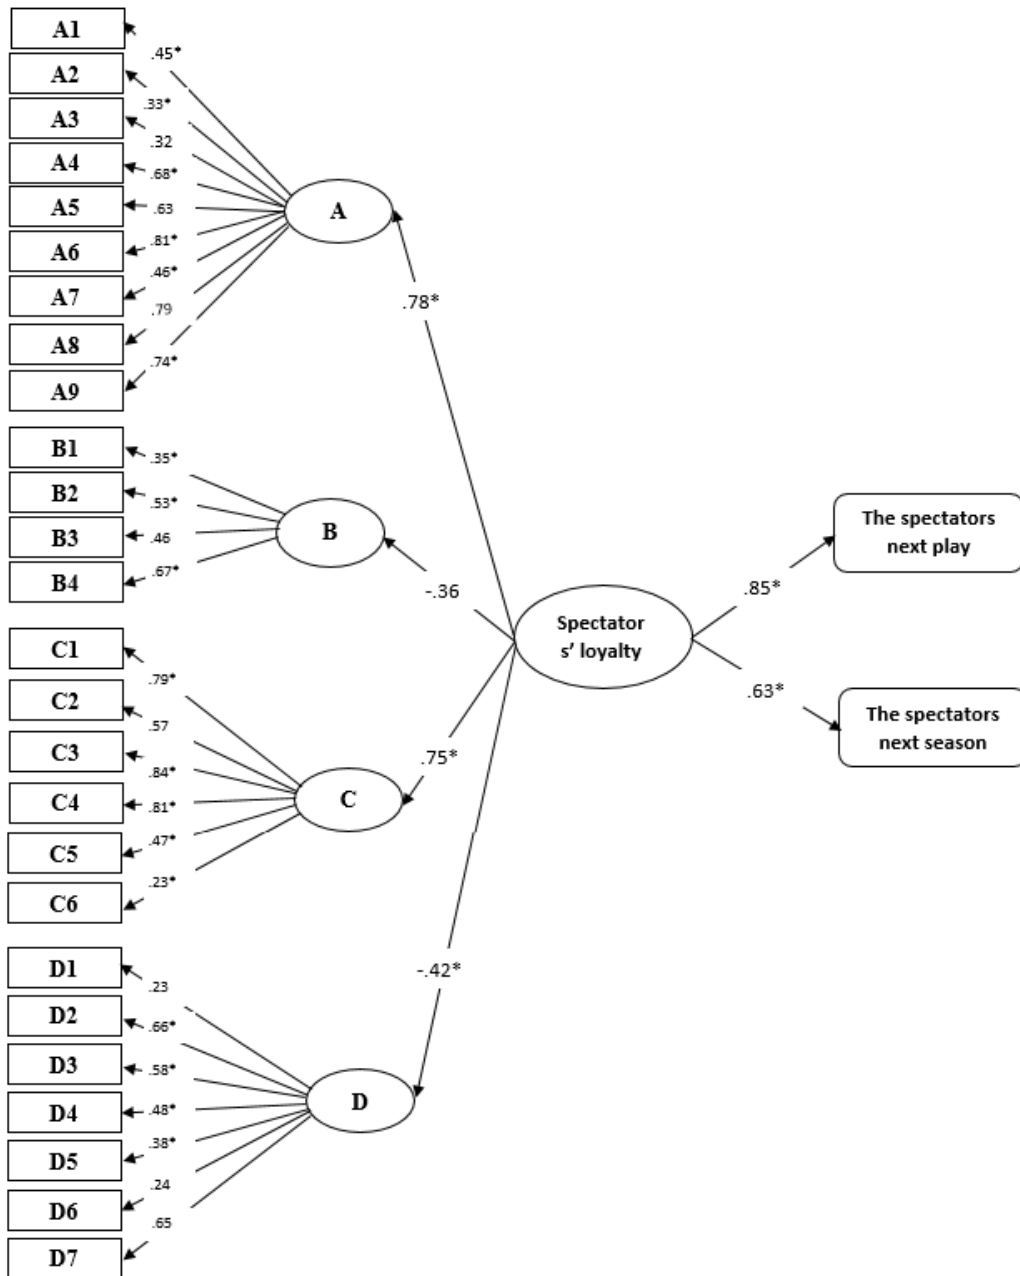 A1
.45*
A2
.33*
A3
.32
A4
.68*
A5
.63
A6
.81*
A7
.46*
A8
.79
A9
.74*
A
.78*
B1
.35*
B2
.53*
B3
.46
B4
.67*
B
-.36
C1
.79*
C2
.57
C3
.84*
C4
.81*
C5
.47*
C6
.23*
C
.75*
D1
.23
D2
.66*
D3
.58*
D4
.48*
D5
.38*
D6
.24
D7
.65
D
-.42*
Spectator
s’ loyalty
.85*
The spectators
next play
.63*
The spectators
next season